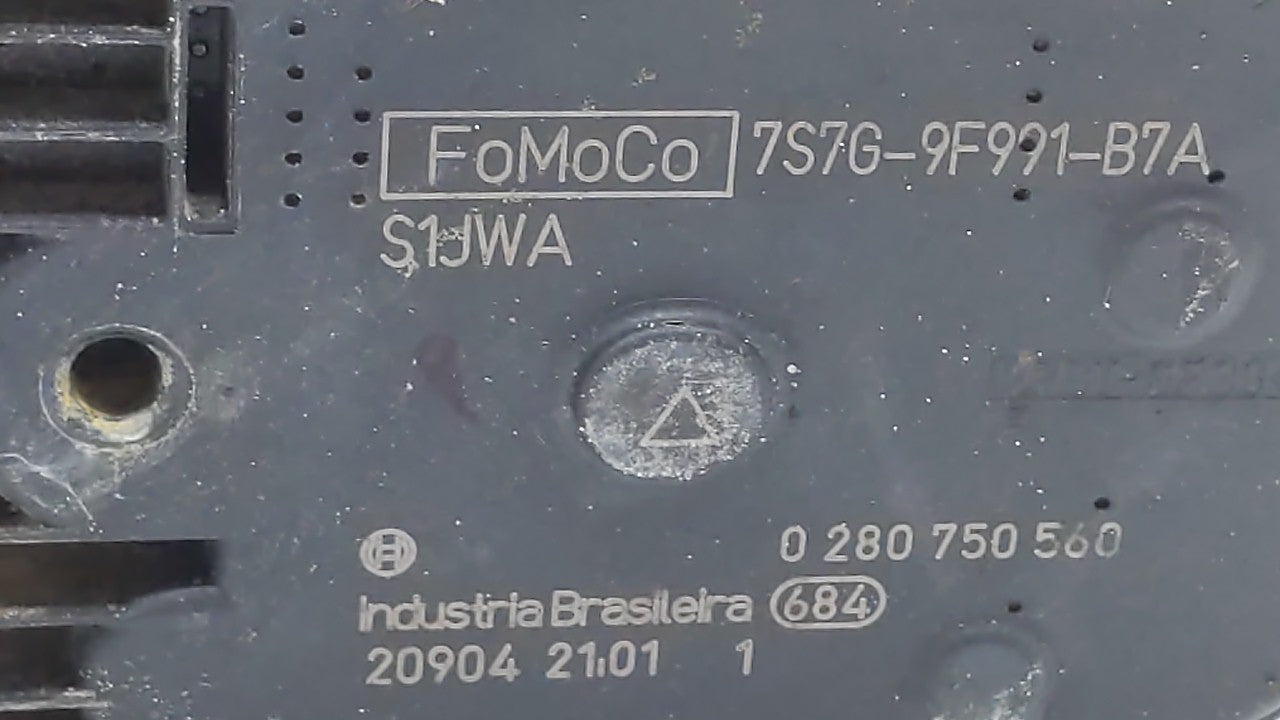 FoMoCo 7S7G-9F991-B7A
S1JWA
0 280 750 560
Industria Brasileira 684
20904 21.01 1